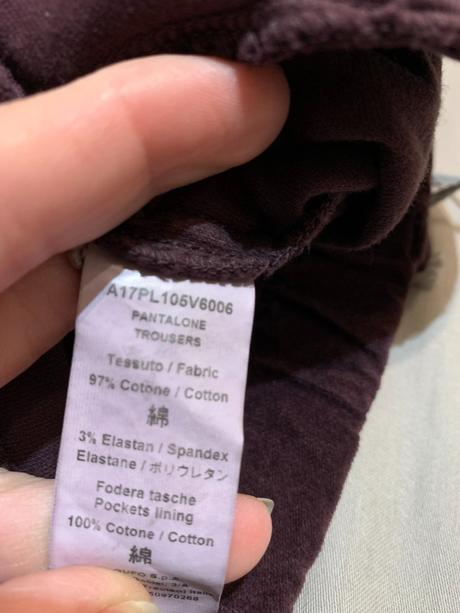 A17PL105V6006
PANTALONE
TROUSERS
Tessuto / Fabric
97% Cotone / Cotton
綿
3% Elastan / Spandex
Elastane / ポリウレタン
Fodera tasche
Pockets lining
100% Cotone / Cotton
綿
S.p.A.